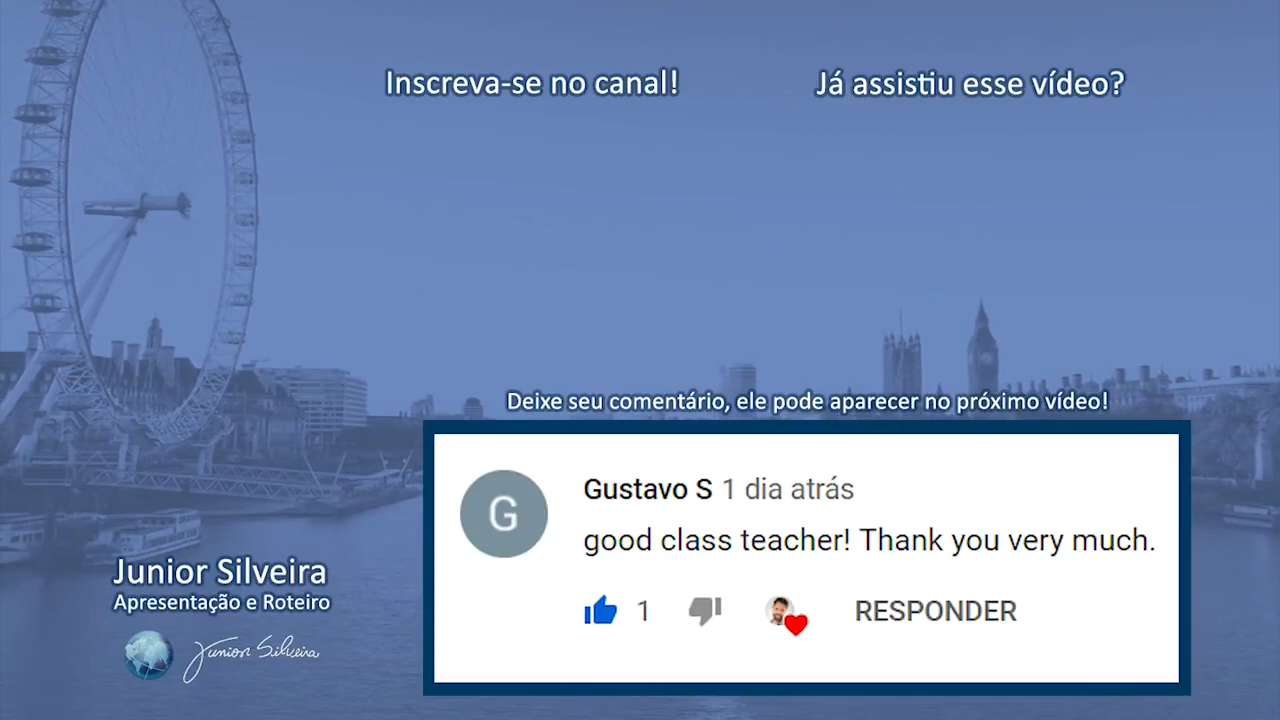 Inscreva-se no canal!
Já assistiu esse vídeo?
Deixe seu comentário, ele pode aparecer no próximo vídeo!
G
Gustavo S 1 dia atrás
good class teacher! Thank you very much.
1
RESPONDER
Junior Silveira
Apresentação e Roteiro
Junior Silveira